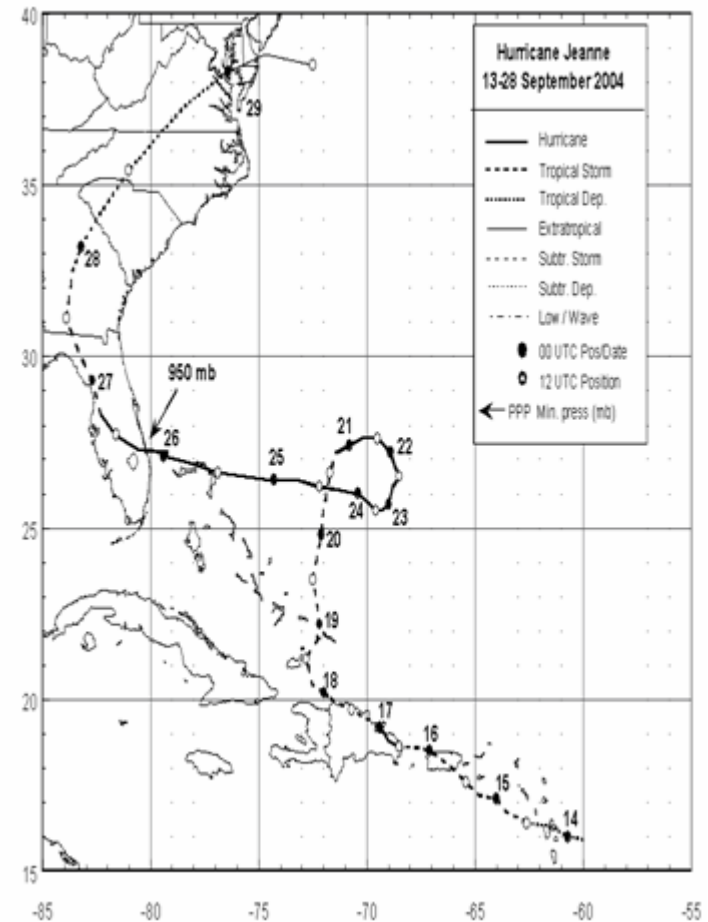 Hurricane Jeanne
13-28 September 2004
Hurricane
Tropical Storm
Tropical Dep.
Extratropical
Subtr. Storm
Subtr. Dep.
Low / Wave
00 UTC Pos/Date
12 UTC Position
PPP Min. press (mb)
40
29
35
28
30
27
950 mb
26
25
21
22
24
23
25
20
19
18
20
17
16
15
14
15
-85
-80
-75
-70
-65
-60
-55